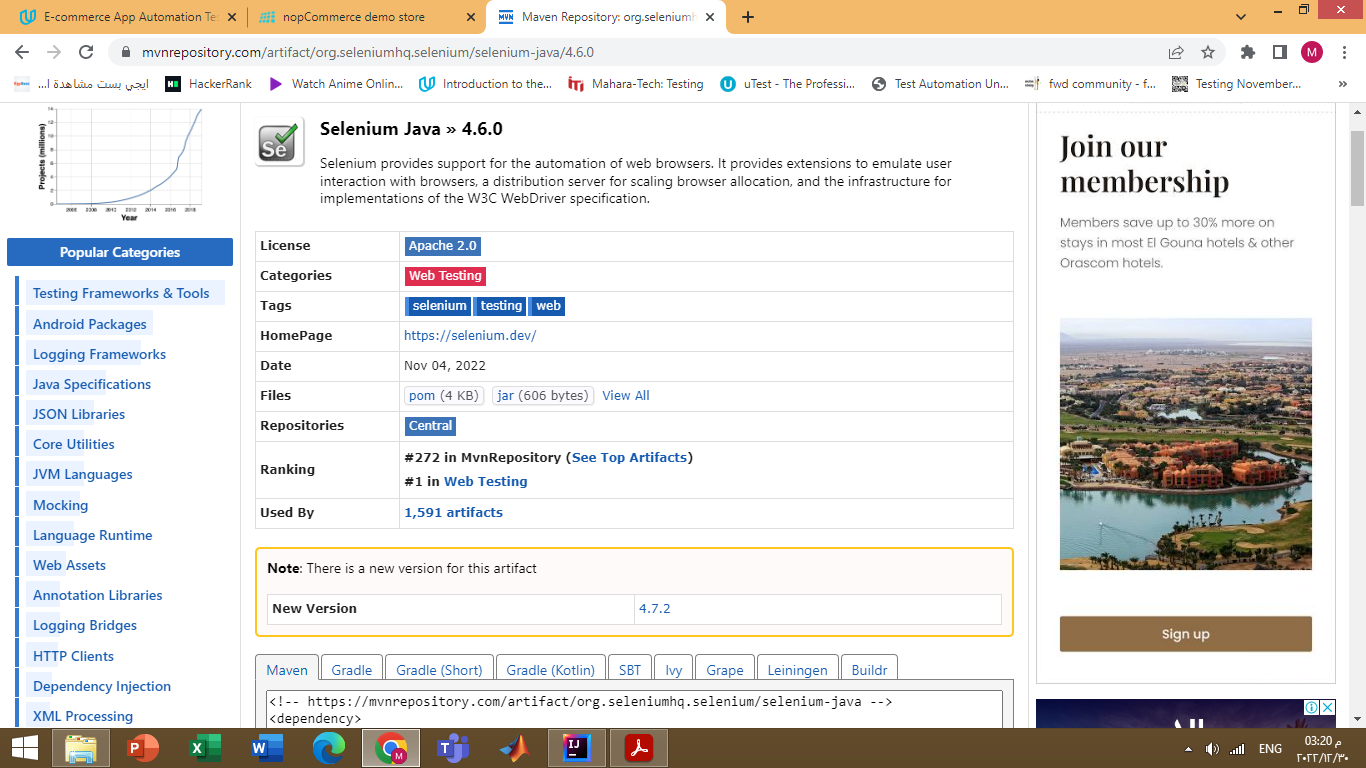 E-commerce App Automation Te
nopCommerce demo store
Maven Repository: org.seleniumh
mvnrepository.com/artifact/org.seleniumhq.selenium/selenium-java/4.6.0
M
ايجي بست مشاهدة ا...
HackerRank
Watch Anime Online...
Introduction to the...
Mahara-Tech: Testing
uTest - The Professi...
Test Automation Un...
fwd community - f...
Testing November...
»
Projects (millions)
Year
Popular Categories
Testing Frameworks & Tools
Android Packages
Logging Frameworks
Java Specifications
JSON Libraries
Core Utilities
JVM Languages
Mocking
Language Runtime
Web Assets
Annotation Libraries
Logging Bridges
HTTP Clients
Dependency Injection
XML Processing
Se
Selenium Java » 4.6.0
Selenium provides support for the automation of web browsers. It provides extensions to emulate user
interaction with browsers, a distribution server for scaling browser allocation, and the infrastructure for
implementations of the W3C WebDriver specification.
License Apache 2.0
Categories Web Testing
Tags selenium testing web
HomePage https://selenium.dev/
Date Nov 04, 2022
Files pom (4 KB) jar (606 bytes) View All
Repositories Central
Ranking #272 in MvnRepository (See Top Artifacts)
#1 in Web Testing
Used By 1,591 artifacts
Note: There is a new version for this artifact
New Version 4.7.2
Maven Gradle Gradle (Short) Gradle (Kotlin) SBT Ivy Grape Leiningen Buildr
<!-- https://mvnrepository.com/artifact/org.seleniumhq.selenium/selenium-java -->
<dependency>
Join our
membership
Members save up to 30% more on
stays in most El Gouna hotels & other
Orascom hotels.
Sign up
ENG
03:20 م
٢٠٢٢/١٢/٣٠